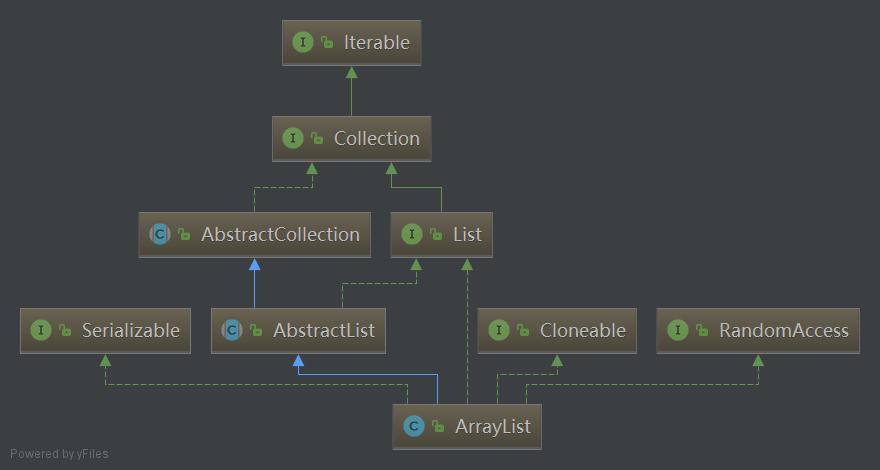 I Iterable
I Collection
C AbstractCollection
I List
I Serializable
C AbstractList
I Cloneable
I RandomAccess
C ArrayList
Powered by yFiles